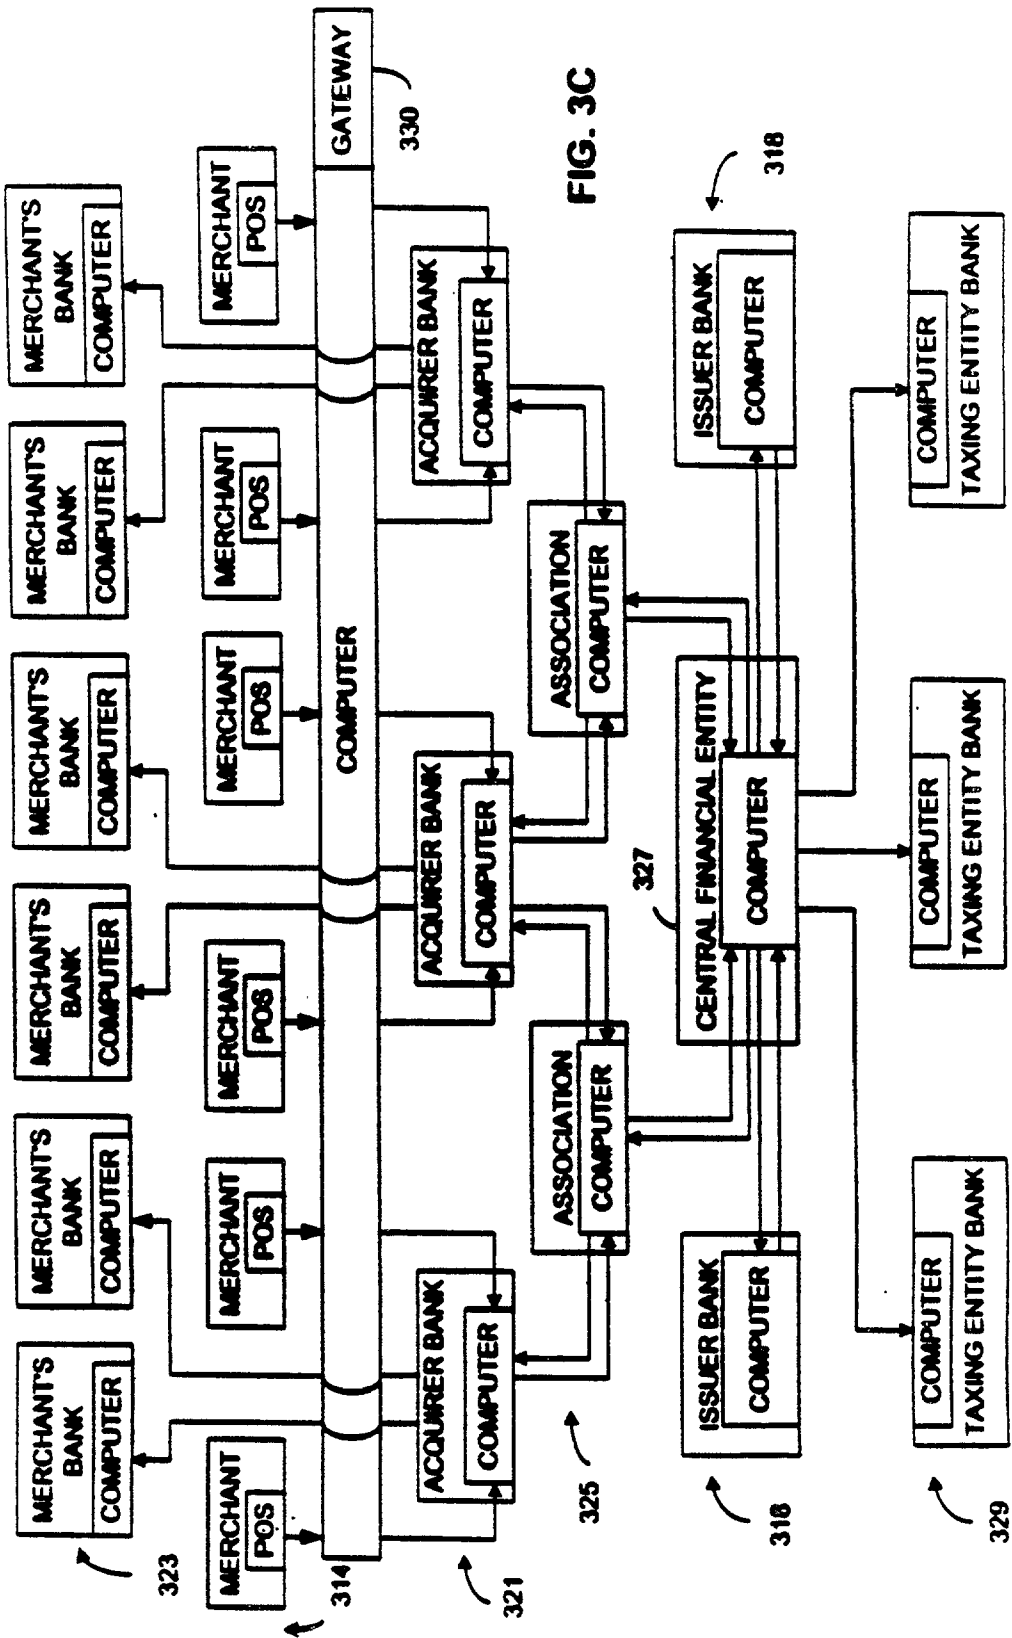 MERCHANT'S
BANK
COMPUTER
MERCHANT'S
BANK
COMPUTER
MERCHANT'S
BANK
COMPUTER
MERCHANT'S
BANK
COMPUTER
MERCHANT'S
BANK
COMPUTER
MERCHANT'S
BANK
COMPUTER
323
MERCHANT
POS
MERCHANT
POS
MERCHANT
POS
MERCHANT
POS
MERCHANT
POS
MERCHANT
POS
314
COMPUTER
GATEWAY
330
ACQUIRER BANK
COMPUTER
ACQUIRER BANK
COMPUTER
ACQUIRER BANK
COMPUTER
321
ASSOCIATION
COMPUTER
ASSOCIATION
COMPUTER
325
FIG. 3C
ISSUER BANK
COMPUTER
318
327
CENTRAL FINANCIAL ENTITY
COMPUTER
ISSUER BANK
COMPUTER
318
COMPUTER
TAXING ENTITY BANK
COMPUTER
TAXING ENTITY BANK
COMPUTER
TAXING ENTITY BANK
329